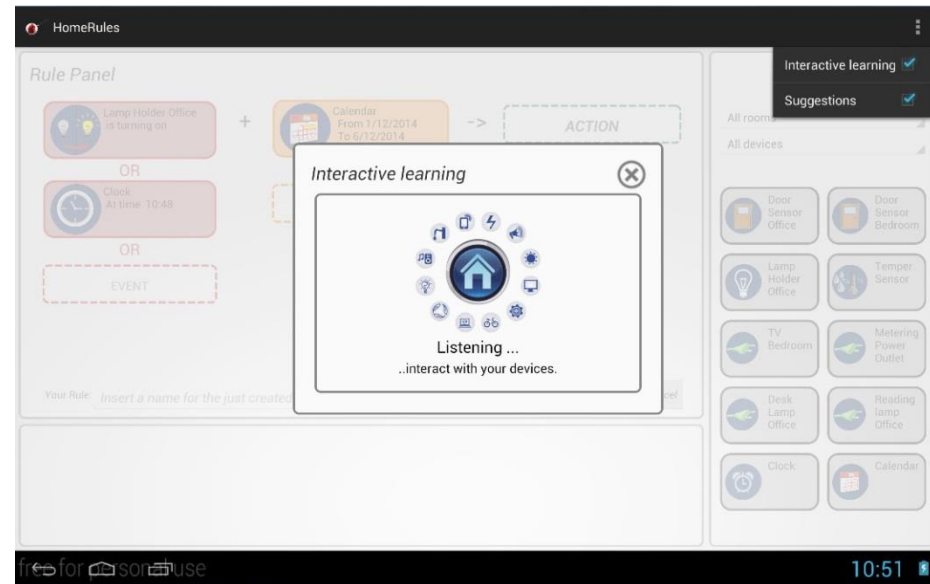 HomeRules
Interactive learning
Suggestions
Rule Panel
Lamp Holder Office
is turning on
+
Calendar
From 1/12/2014
To 6/12/2014
->
ACTION
OR
Clock
At time 10:48
OR
EVENT
Your Rule: Insert a name for the just created
Interactive learning
Listening ...
..interact with your devices.
All rooms
All devices
Door
Sensor
Office
Door
Sensor
Bedroom
Lamp
Holder
Office
Temper
Sensor
TV
Bedroom
Metering
Power
Outlet
Desk
Lamp
Office
Reading
lamp
Office
Clock
Calendar
free for personal use
10:51